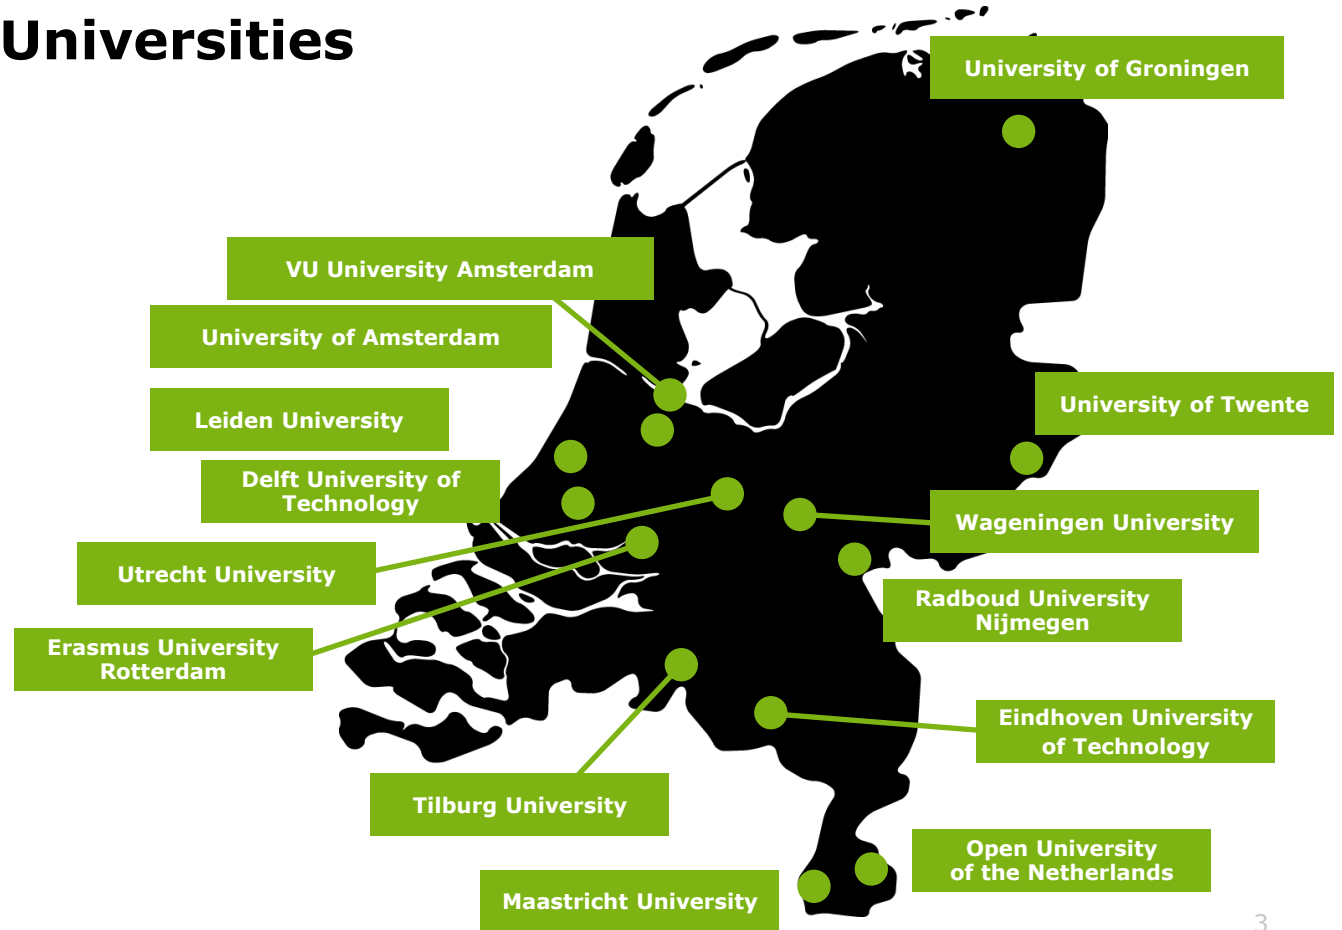 Universities
University of Groningen
VU University Amsterdam
University of Amsterdam
University of Twente
Leiden University
Delft University of
Technology
Wageningen University
Utrecht University
Radboud University
Nijmegen
Erasmus University
Rotterdam
Eindhoven University
of Technology
Tilburg University
Open University
of the Netherlands
Maastricht University
3